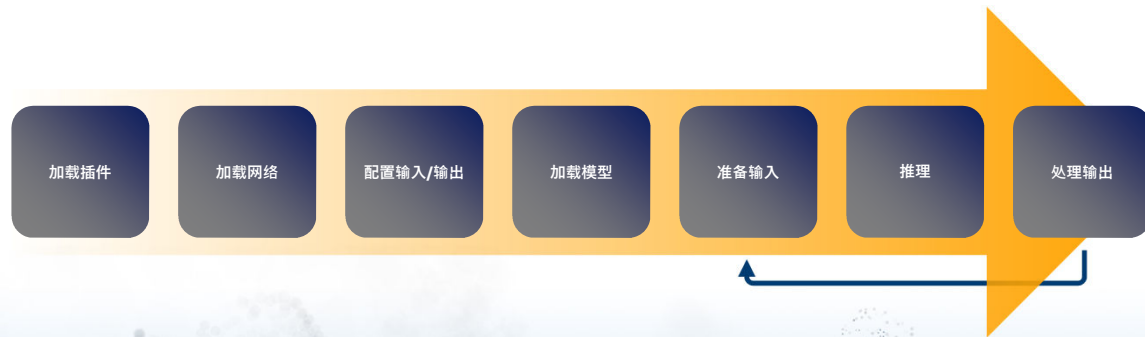 加载插件
加载网络
配置输入/输出
加载模型
准备输入
推理
处理输出